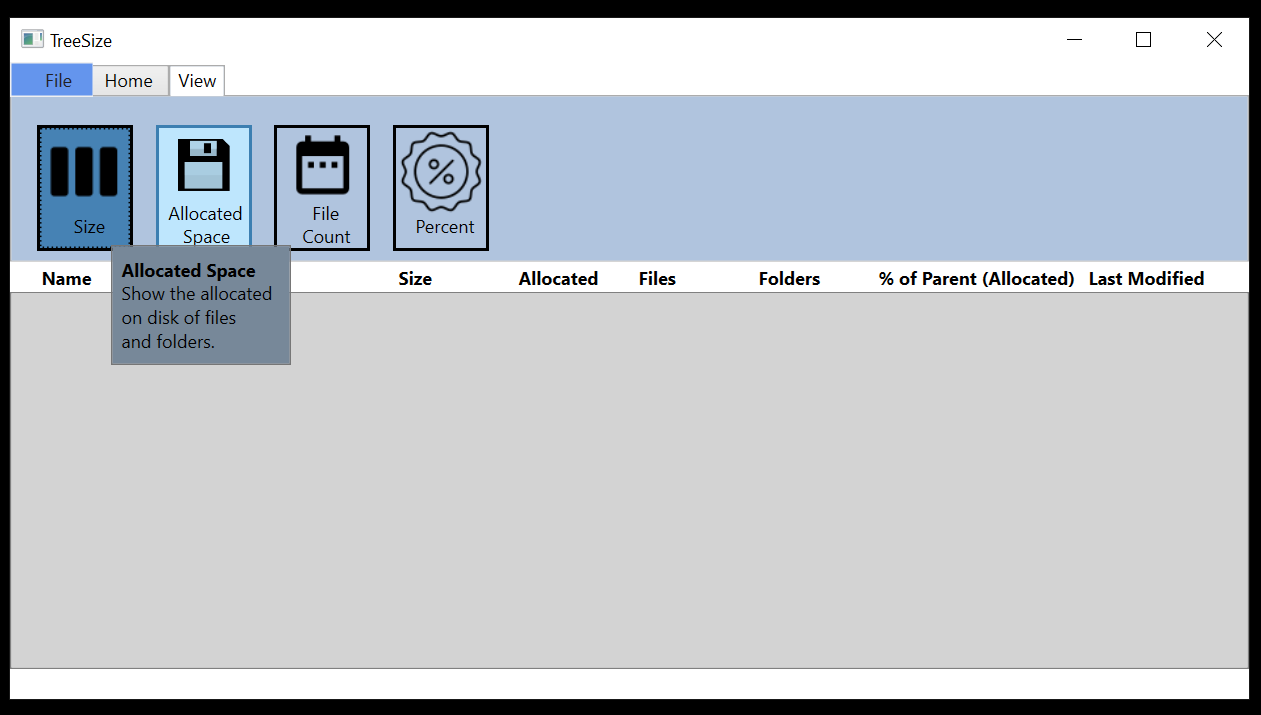 TreeSize
File Home View
Size
Allocated
Space
File
Count
Percent
Name Size Allocated Files Folders % of Parent (Allocated) Last Modified
Allocated Space
Show the allocated
on disk of files
and folders.